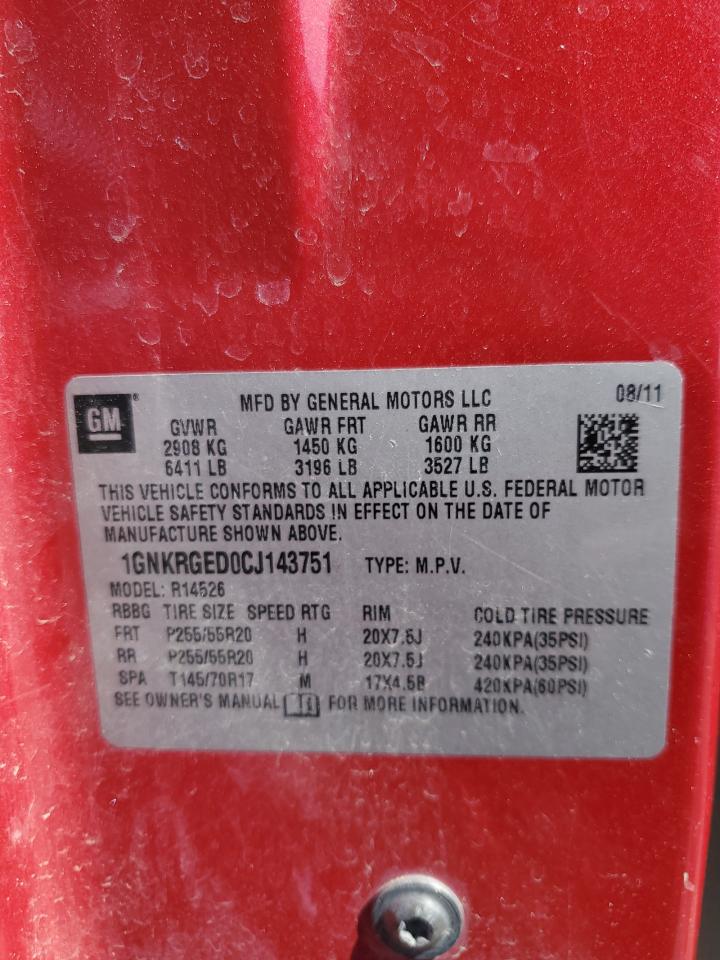 GM
®
MFD BY GENERAL MOTORS LLC
08/11
GVWR GAWR FRT GAWR RR
2908 KG 1450 KG 1600 KG
6411 LB 3196 LB 3527 LB
THIS VEHICLE CONFORMS TO ALL APPLICABLE U.S. FEDERAL MOTOR
VEHICLE SAFETY STANDARDS IN EFFECT ON THE DATE OF
MANUFACTURE SHOWN ABOVE.
1GNKRGED0CJ143751 TYPE: M.P.V.
MODEL: R14526
RBBG TIRE SIZE SPEED RTG RIM COLD TIRE PRESSURE
FRT P255/55R20 H 20X7.5J 240KPA(35PSI)
RR P255/55R20 H 20X7.5J 240KPA(35PSI)
SPA T145/70R17 M 17X4.5B 420KPA(60PSI)
SEE OWNER'S MANUAL FOR MORE INFORMATION.